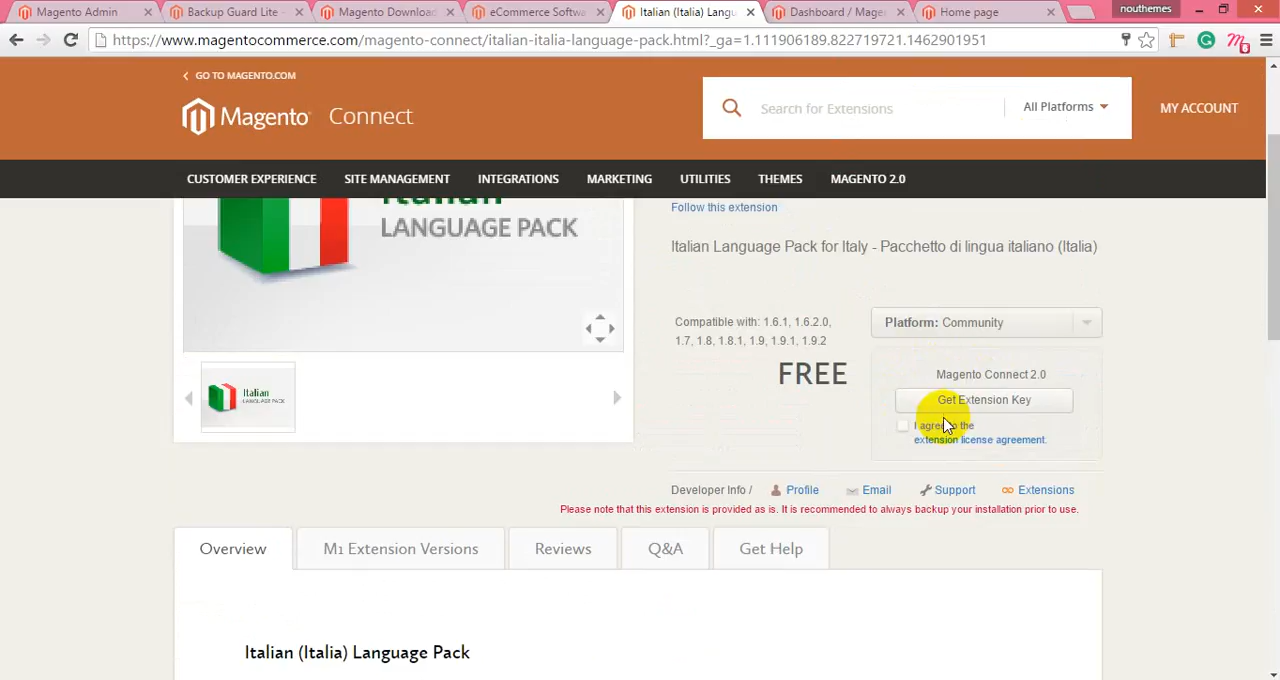 Magento Admin
Backup Guard Lite -
Magento Download
eCommerce Softwa
Italian (Italia) Langu
Dashboard / Mage
Home page
nouthemes
https://www.magentocommerce.com/magento-connect/italian-italia-language-pack.html?_ga=1.111906189.822719721.1462901951
GO TO MAGENTO.COM
Magento Connect
Search for Extensions
All Platforms
MY ACCOUNT
CUSTOMER EXPERIENCE
SITE MANAGEMENT
INTEGRATIONS
MARKETING
UTILITIES
THEMES
MAGENTO 2.0
Italian
LANGUAGE PACK
Follow this extension
Italian Language Pack for Italy - Pacchetto di lingua italiano (Italia)
Compatible with: 1.6.1, 1.6.2.0,
1.7, 1.8, 1.8.1, 1.9, 1.9.1, 1.9.2
Platform: Community
FREE
Magento Connect 2.0
Get Extension Key
I agree to the
extension license agreement.
Italian
LANGUAGE PACK
Developer Info /
Profile
Email
Support
Extensions
Please note that this extension is provided as is. It is recommended to always backup your installation prior to use.
Overview
M1 Extension Versions
Reviews
Q&A
Get Help
Italian (Italia) Language Pack